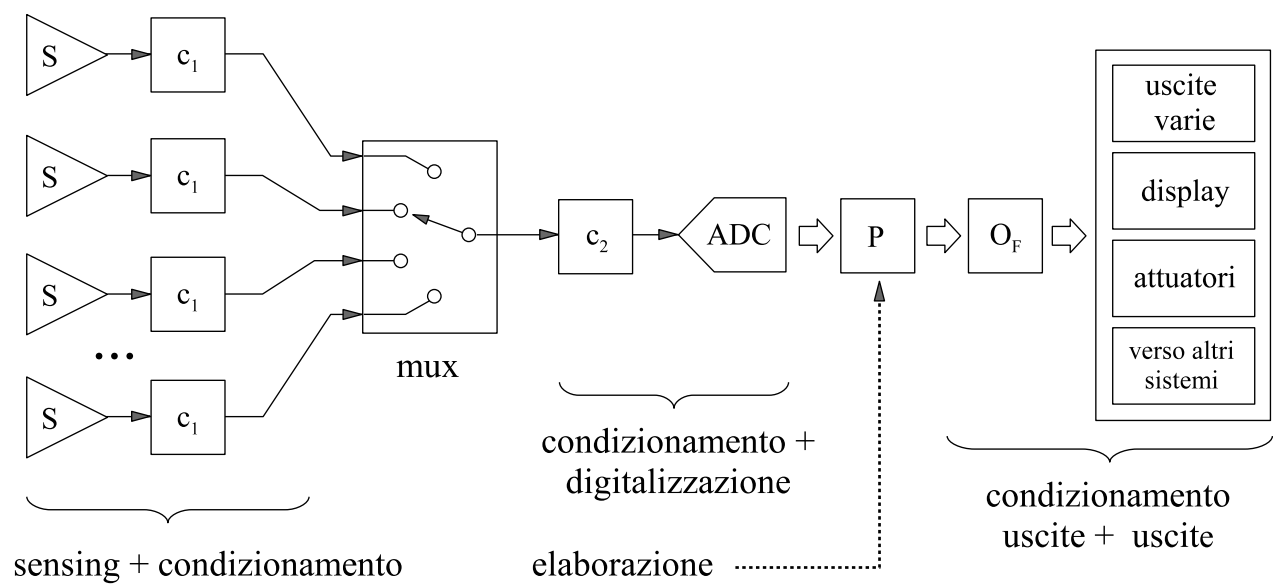 S
c₁
S
c₁
S
c₁
...
S
c₁
sensing + condizionamento
mux
c₂
ADC
condizionamento +
digitalizzazione
P
elaborazione
O_F
uscite
varie
display
attuatori
verso altri
sistemi
condizionamento
uscite + uscite